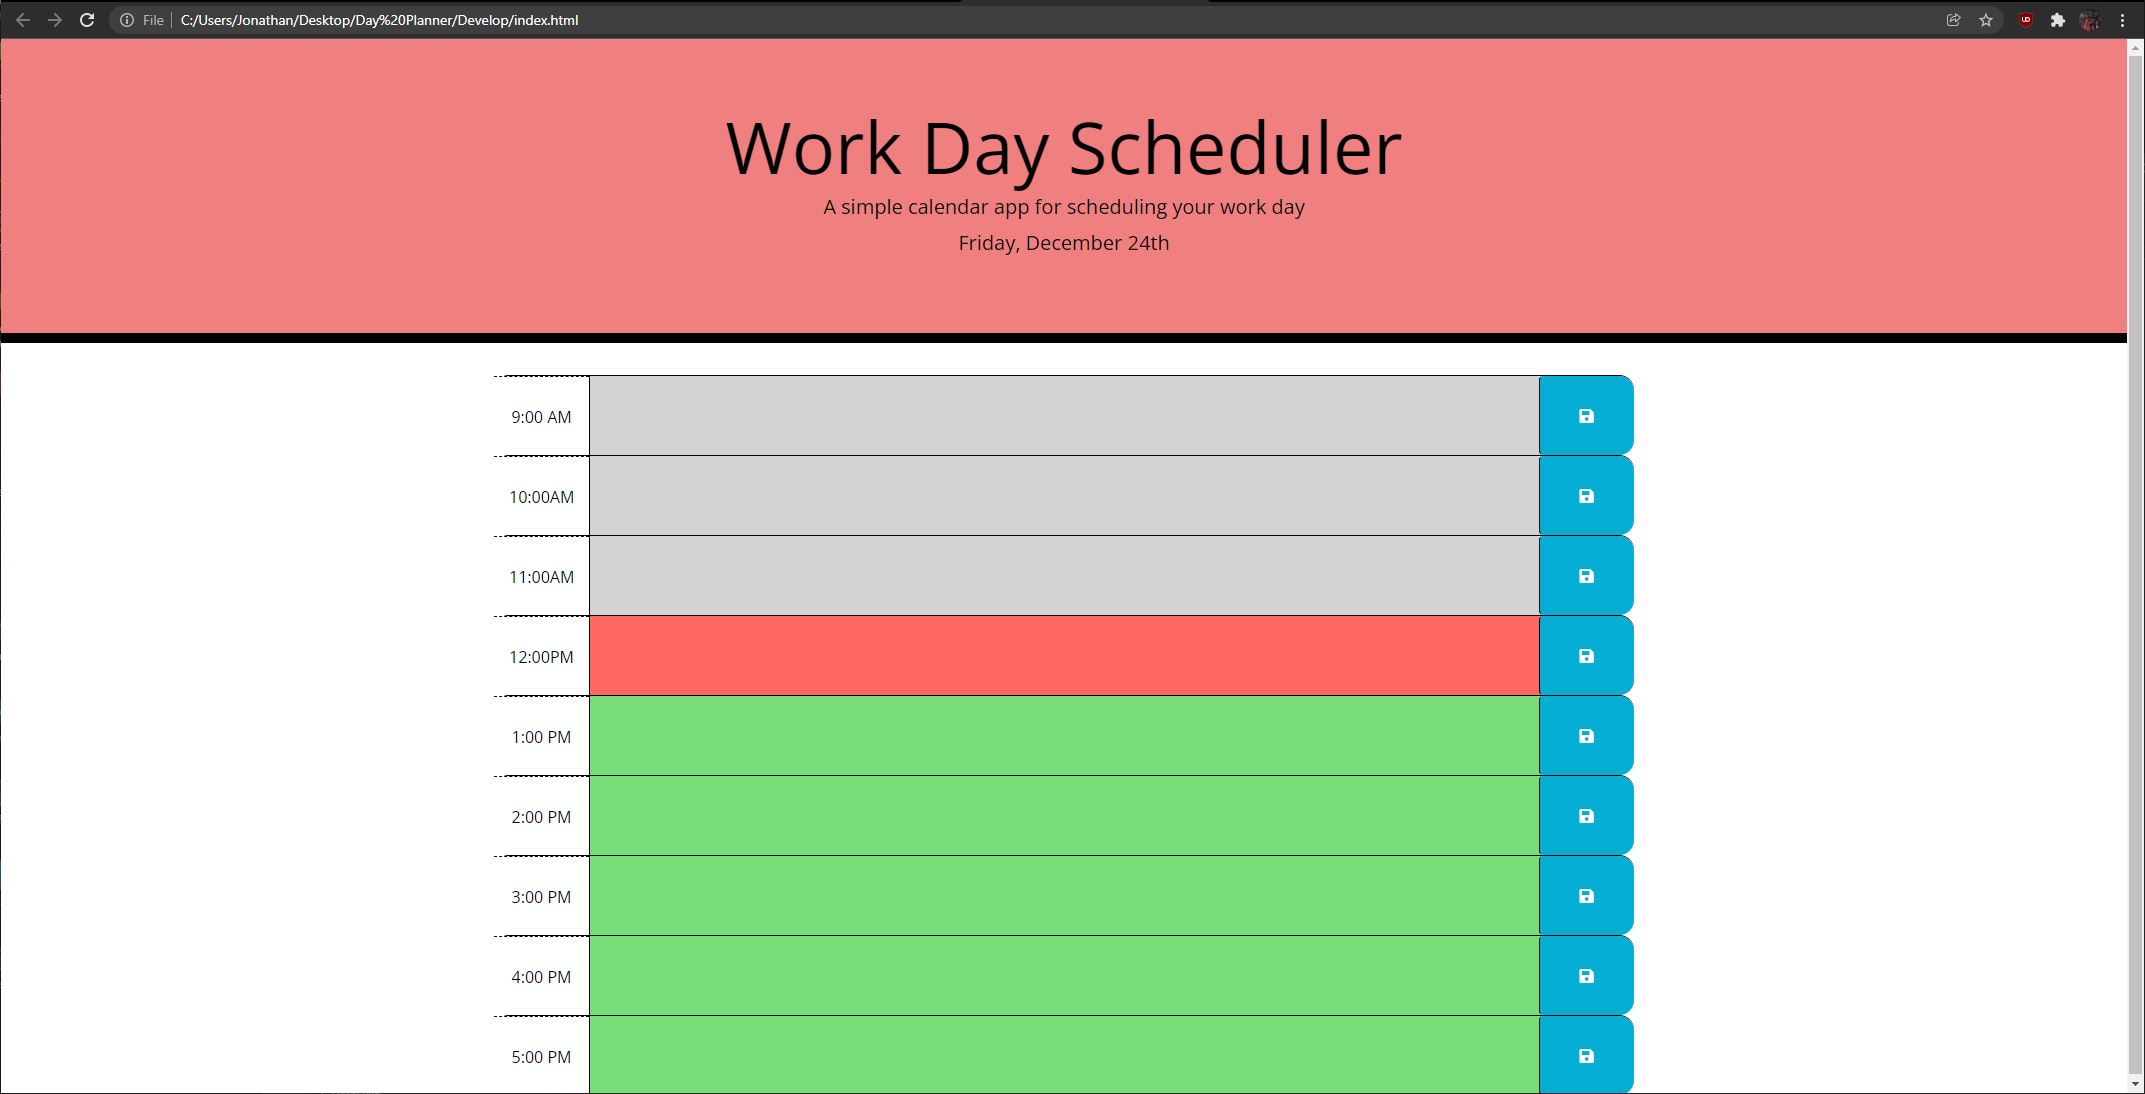 File
C:/Users/Jonathan/Desktop/Day%20Planner/Develop/index.html
Work Day Scheduler
A simple calendar app for scheduling your work day
Friday, December 24th
9:00 AM
10:00AM
11:00AM
12:00PM
1:00 PM
2:00 PM
3:00 PM
4:00 PM
5:00 PM